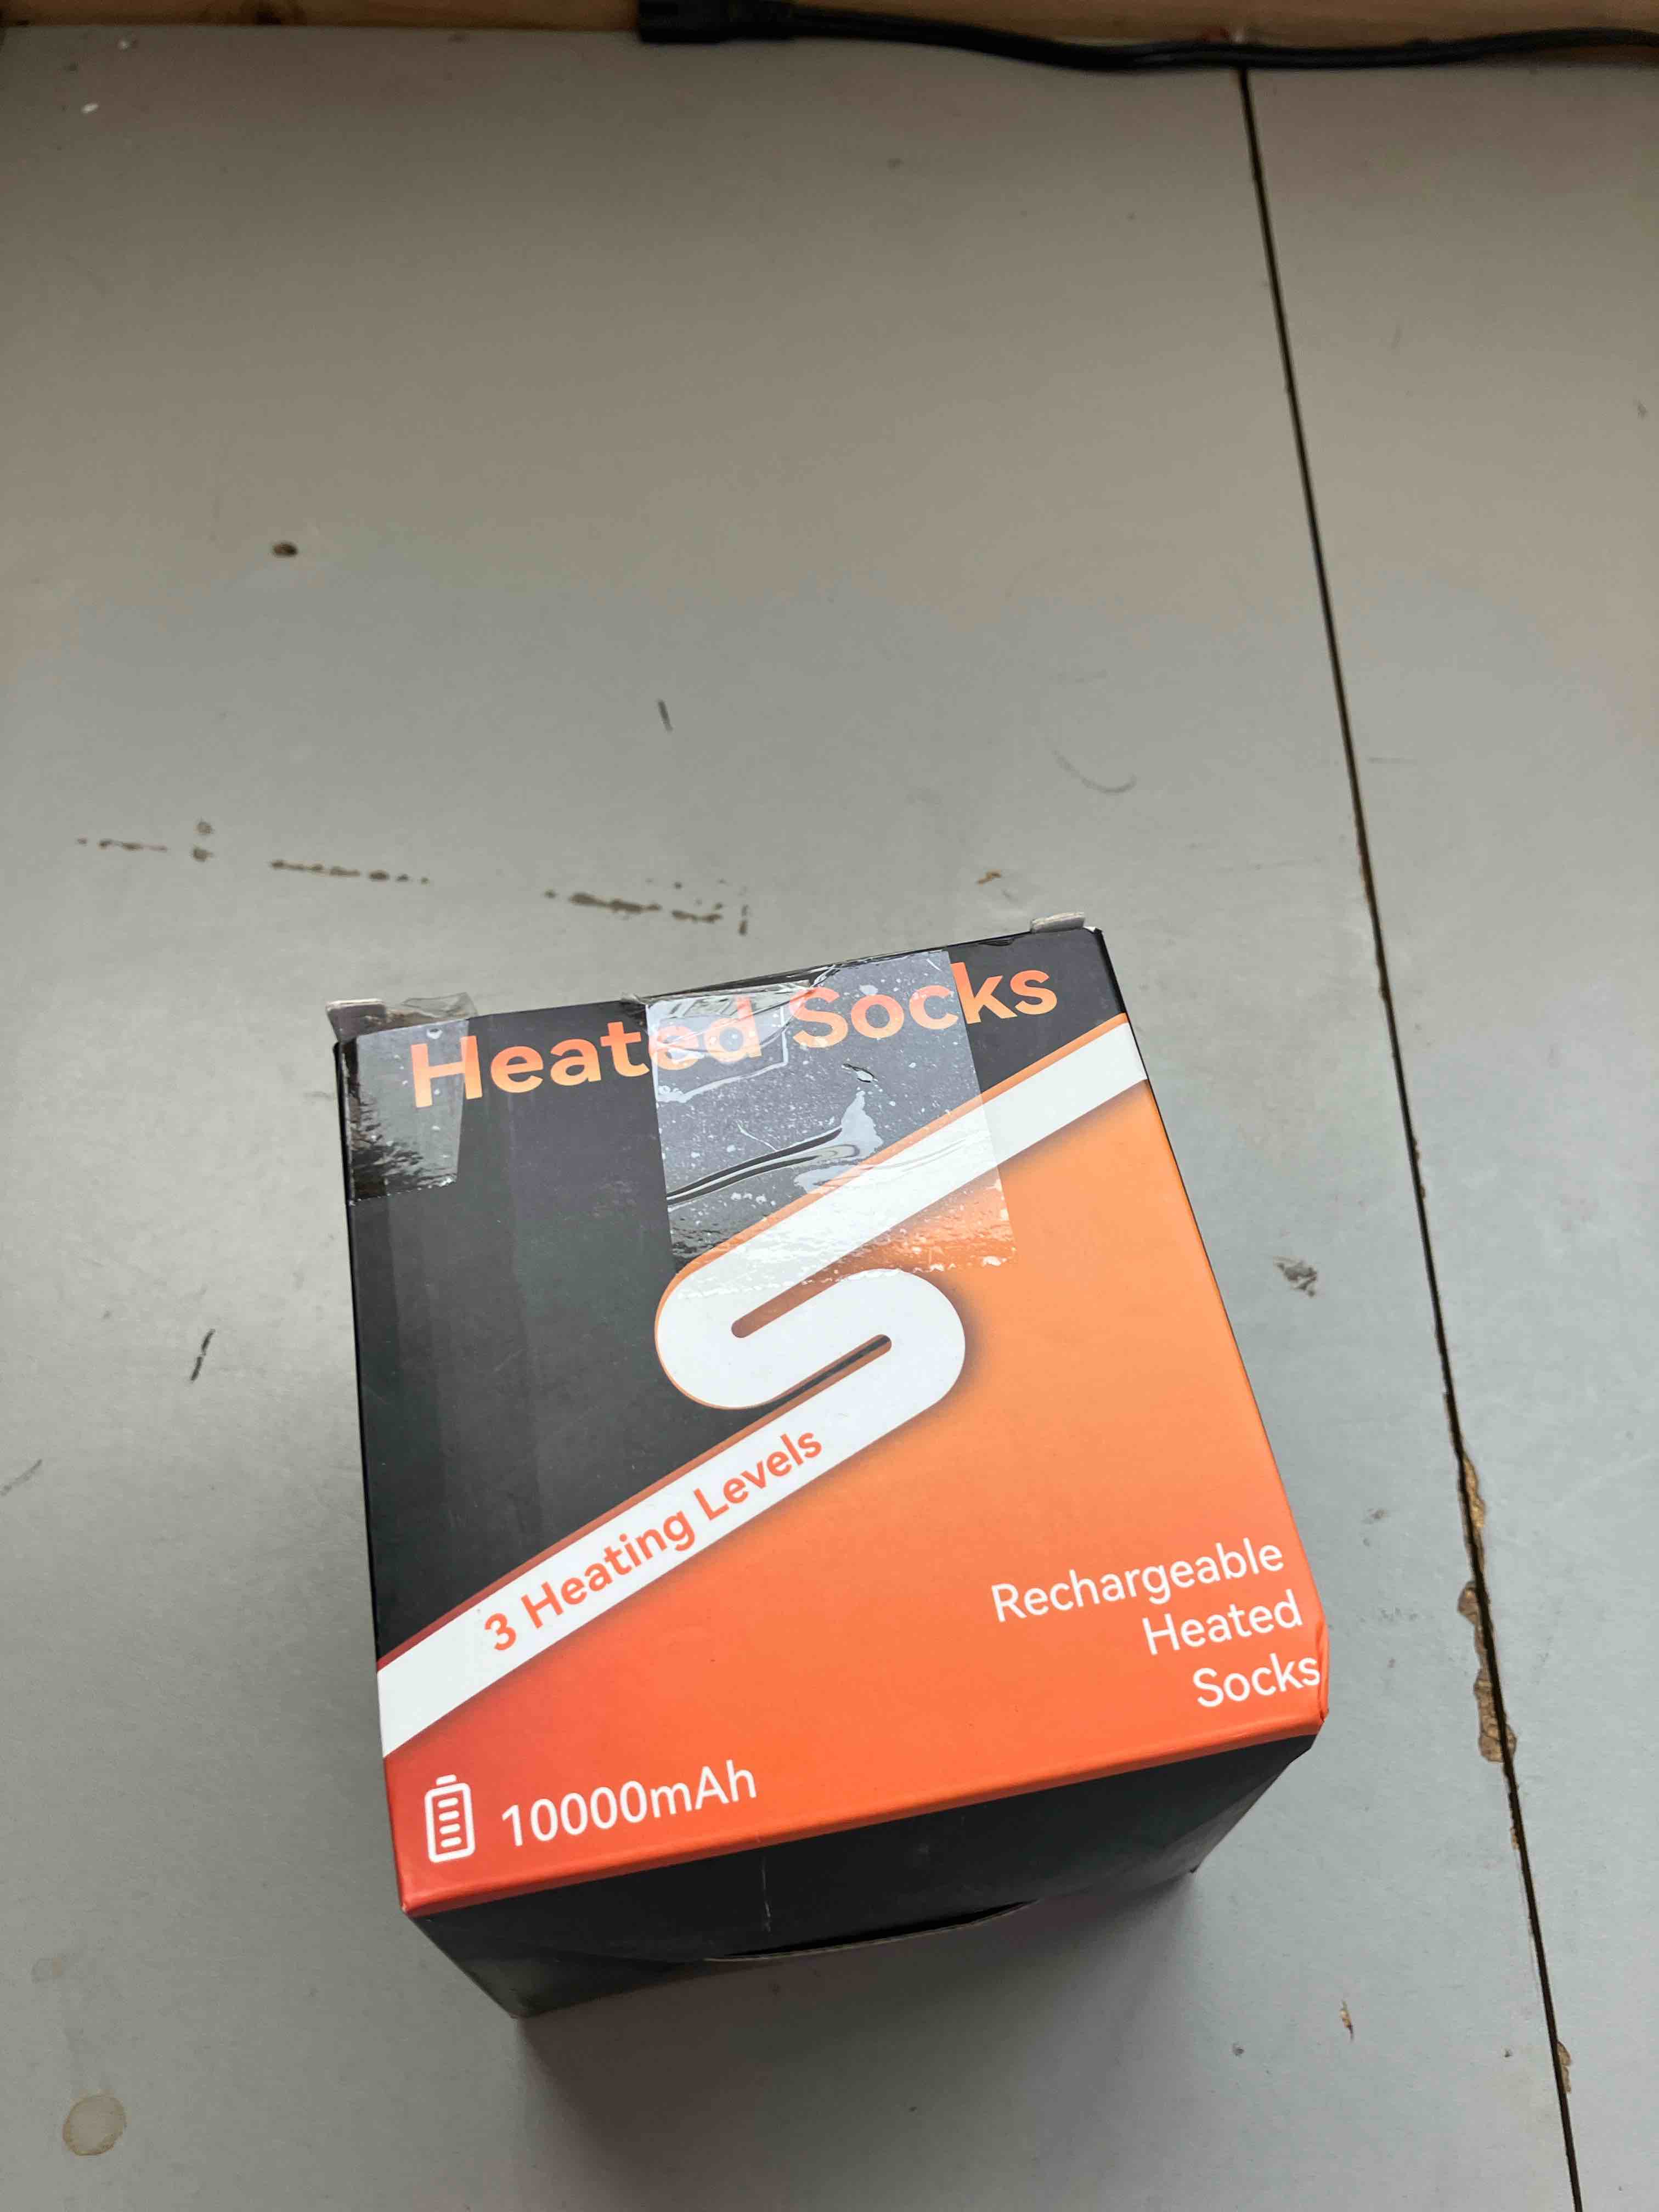 Heated Socks
3 Heating Levels
Rechargeable
Heated
Socks
10000mAh